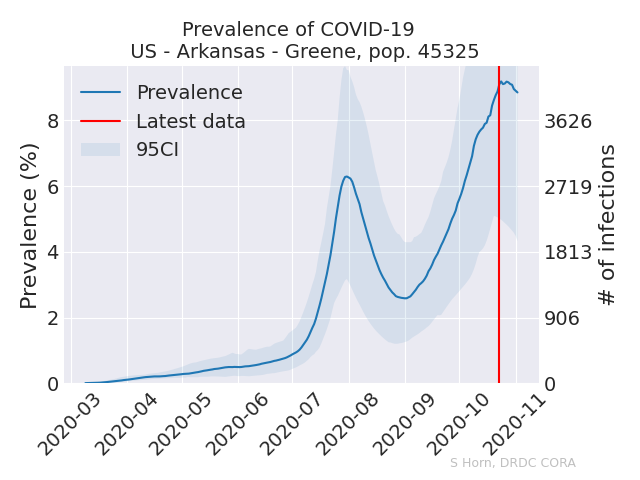 Prevalence of COVID-19
US - Arkansas - Greene, pop. 45325
Prevalence
Latest data
95CI
Prevalence (%)
8
6
4
2
0
3626
2719
1813
906
0
# of infections
2020-03
2020-04
2020-05
2020-06
2020-07
2020-08
2020-09
2020-10
2020-11
S Horn, DRDC CORA